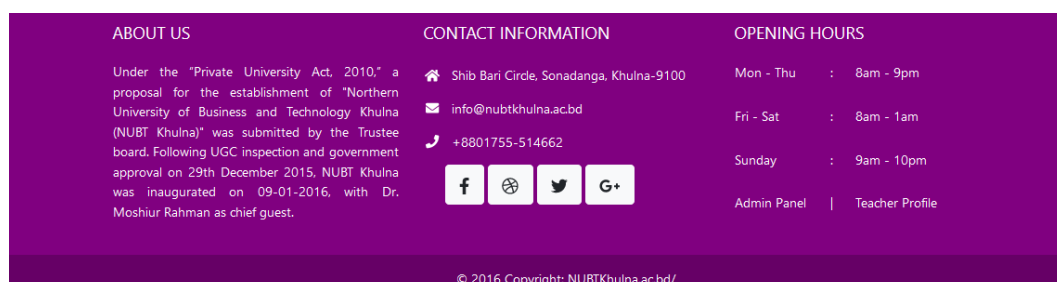 ABOUT US
Under the "Private University Act, 2010," a
proposal for the establishment of "Northern
University of Business and Technology Khulna
(NUBT Khulna)" was submitted by the Trustee
board. Following UGC inspection and government
approval on 29th December 2015, NUBT Khulna
was inaugurated on 09-01-2016, with Dr.
Moshiur Rahman as chief guest.
CONTACT INFORMATION
Shib Bari Circle, Sonadanga, Khulna-9100
info@nubtkhulna.ac.bd
+8801755-514662
f
G+
OPENING HOURS
Mon - Thu : 8am - 9pm
Fri - Sat : 8am - 1am
Sunday : 9am - 10pm
Admin Panel | Teacher Profile
© 2016 Copyright: NUBTKhulna.ac.bd/